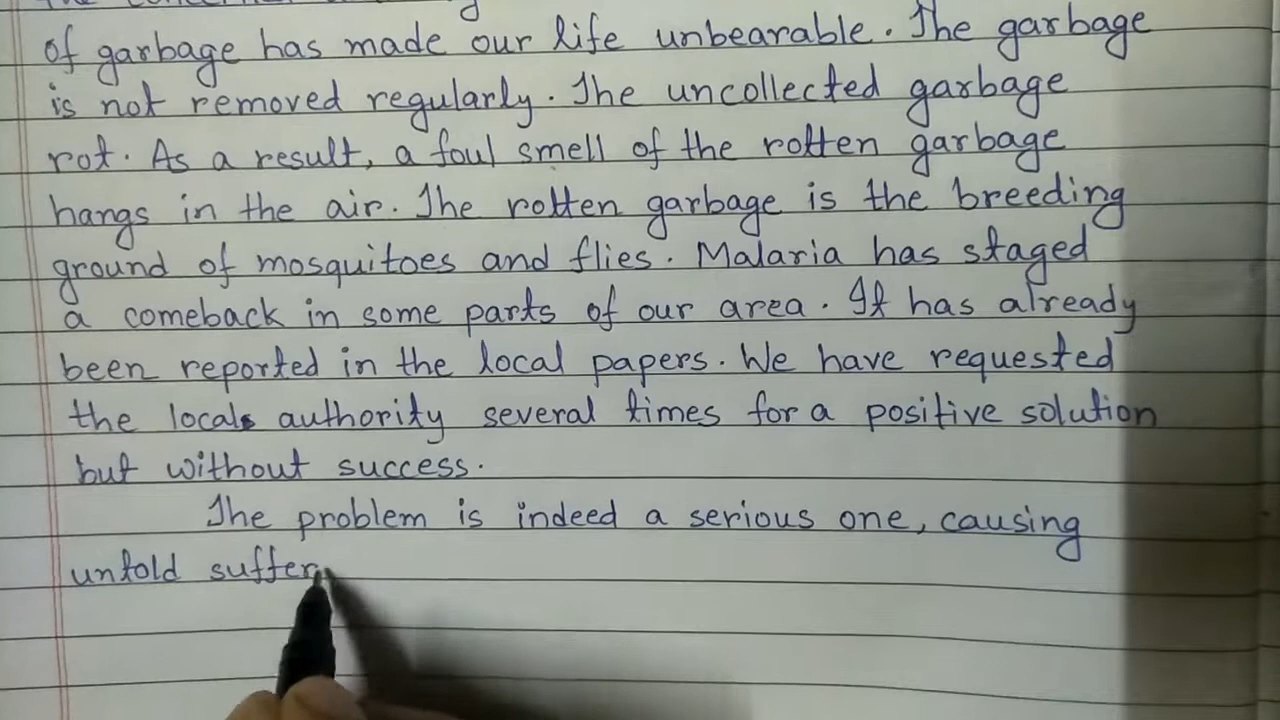 of garbage has made our life unbearable. The garbage
is not removed regularly. The uncollected garbage
rot. As a result, a foul smell of the rotten garbage
hangs in the air. The rotten garbage is the breeding
ground of mosquitoes and flies. Malaria has staged
a comeback in some parts of our area. It has already
been reported in the local papers. We have requested
the locals authority several times for a positive solution
but without success.
The problem is indeed a serious one, causing
untold suffer